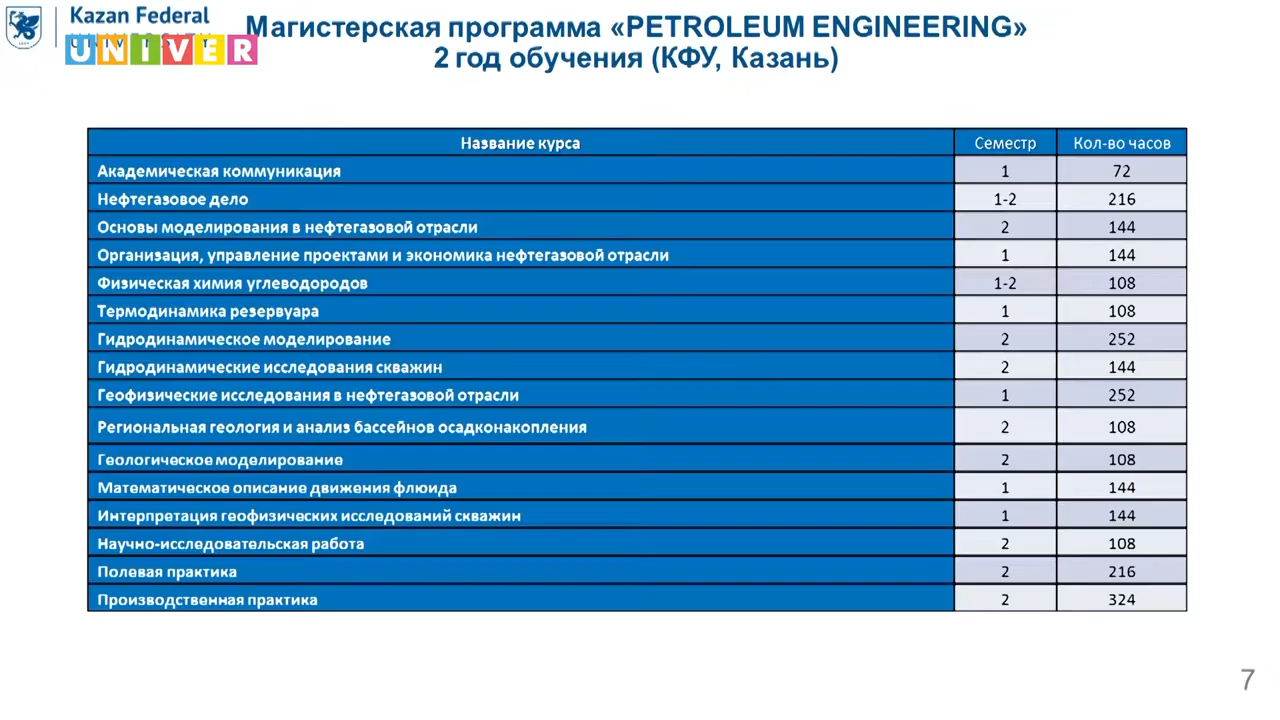 Kazan Federal
UNIVER
Магистерская программа «PETROLEUM ENGINEERING»
2 год обучения (КФУ, Казань)
Название курса Семестр Кол-во часов
Академическая коммуникация 1 72
Нефтегазовое дело 1-2 216
Основы моделирования в нефтегазовой отрасли 2 144
Организация, управление проектами и экономика нефтегазовой отрасли 1 144
Физическая химия углеводородов 1-2 108
Термодинамика резервуара 1 108
Гидродинамическое моделирование 2 252
Гидродинамические исследования скважин 2 144
Геофизические исследования в нефтегазовой отрасли 1 252
Региональная геология и анализ бассейнов осадконакопления 2 108
Геологическое моделирование 2 108
Математическое описание движения флюида 1 144
Интерпретация геофизических исследований скважин 1 144
Научно-исследовательская работа 2 108
Полевая практика 2 216
Производственная практика 2 324
7